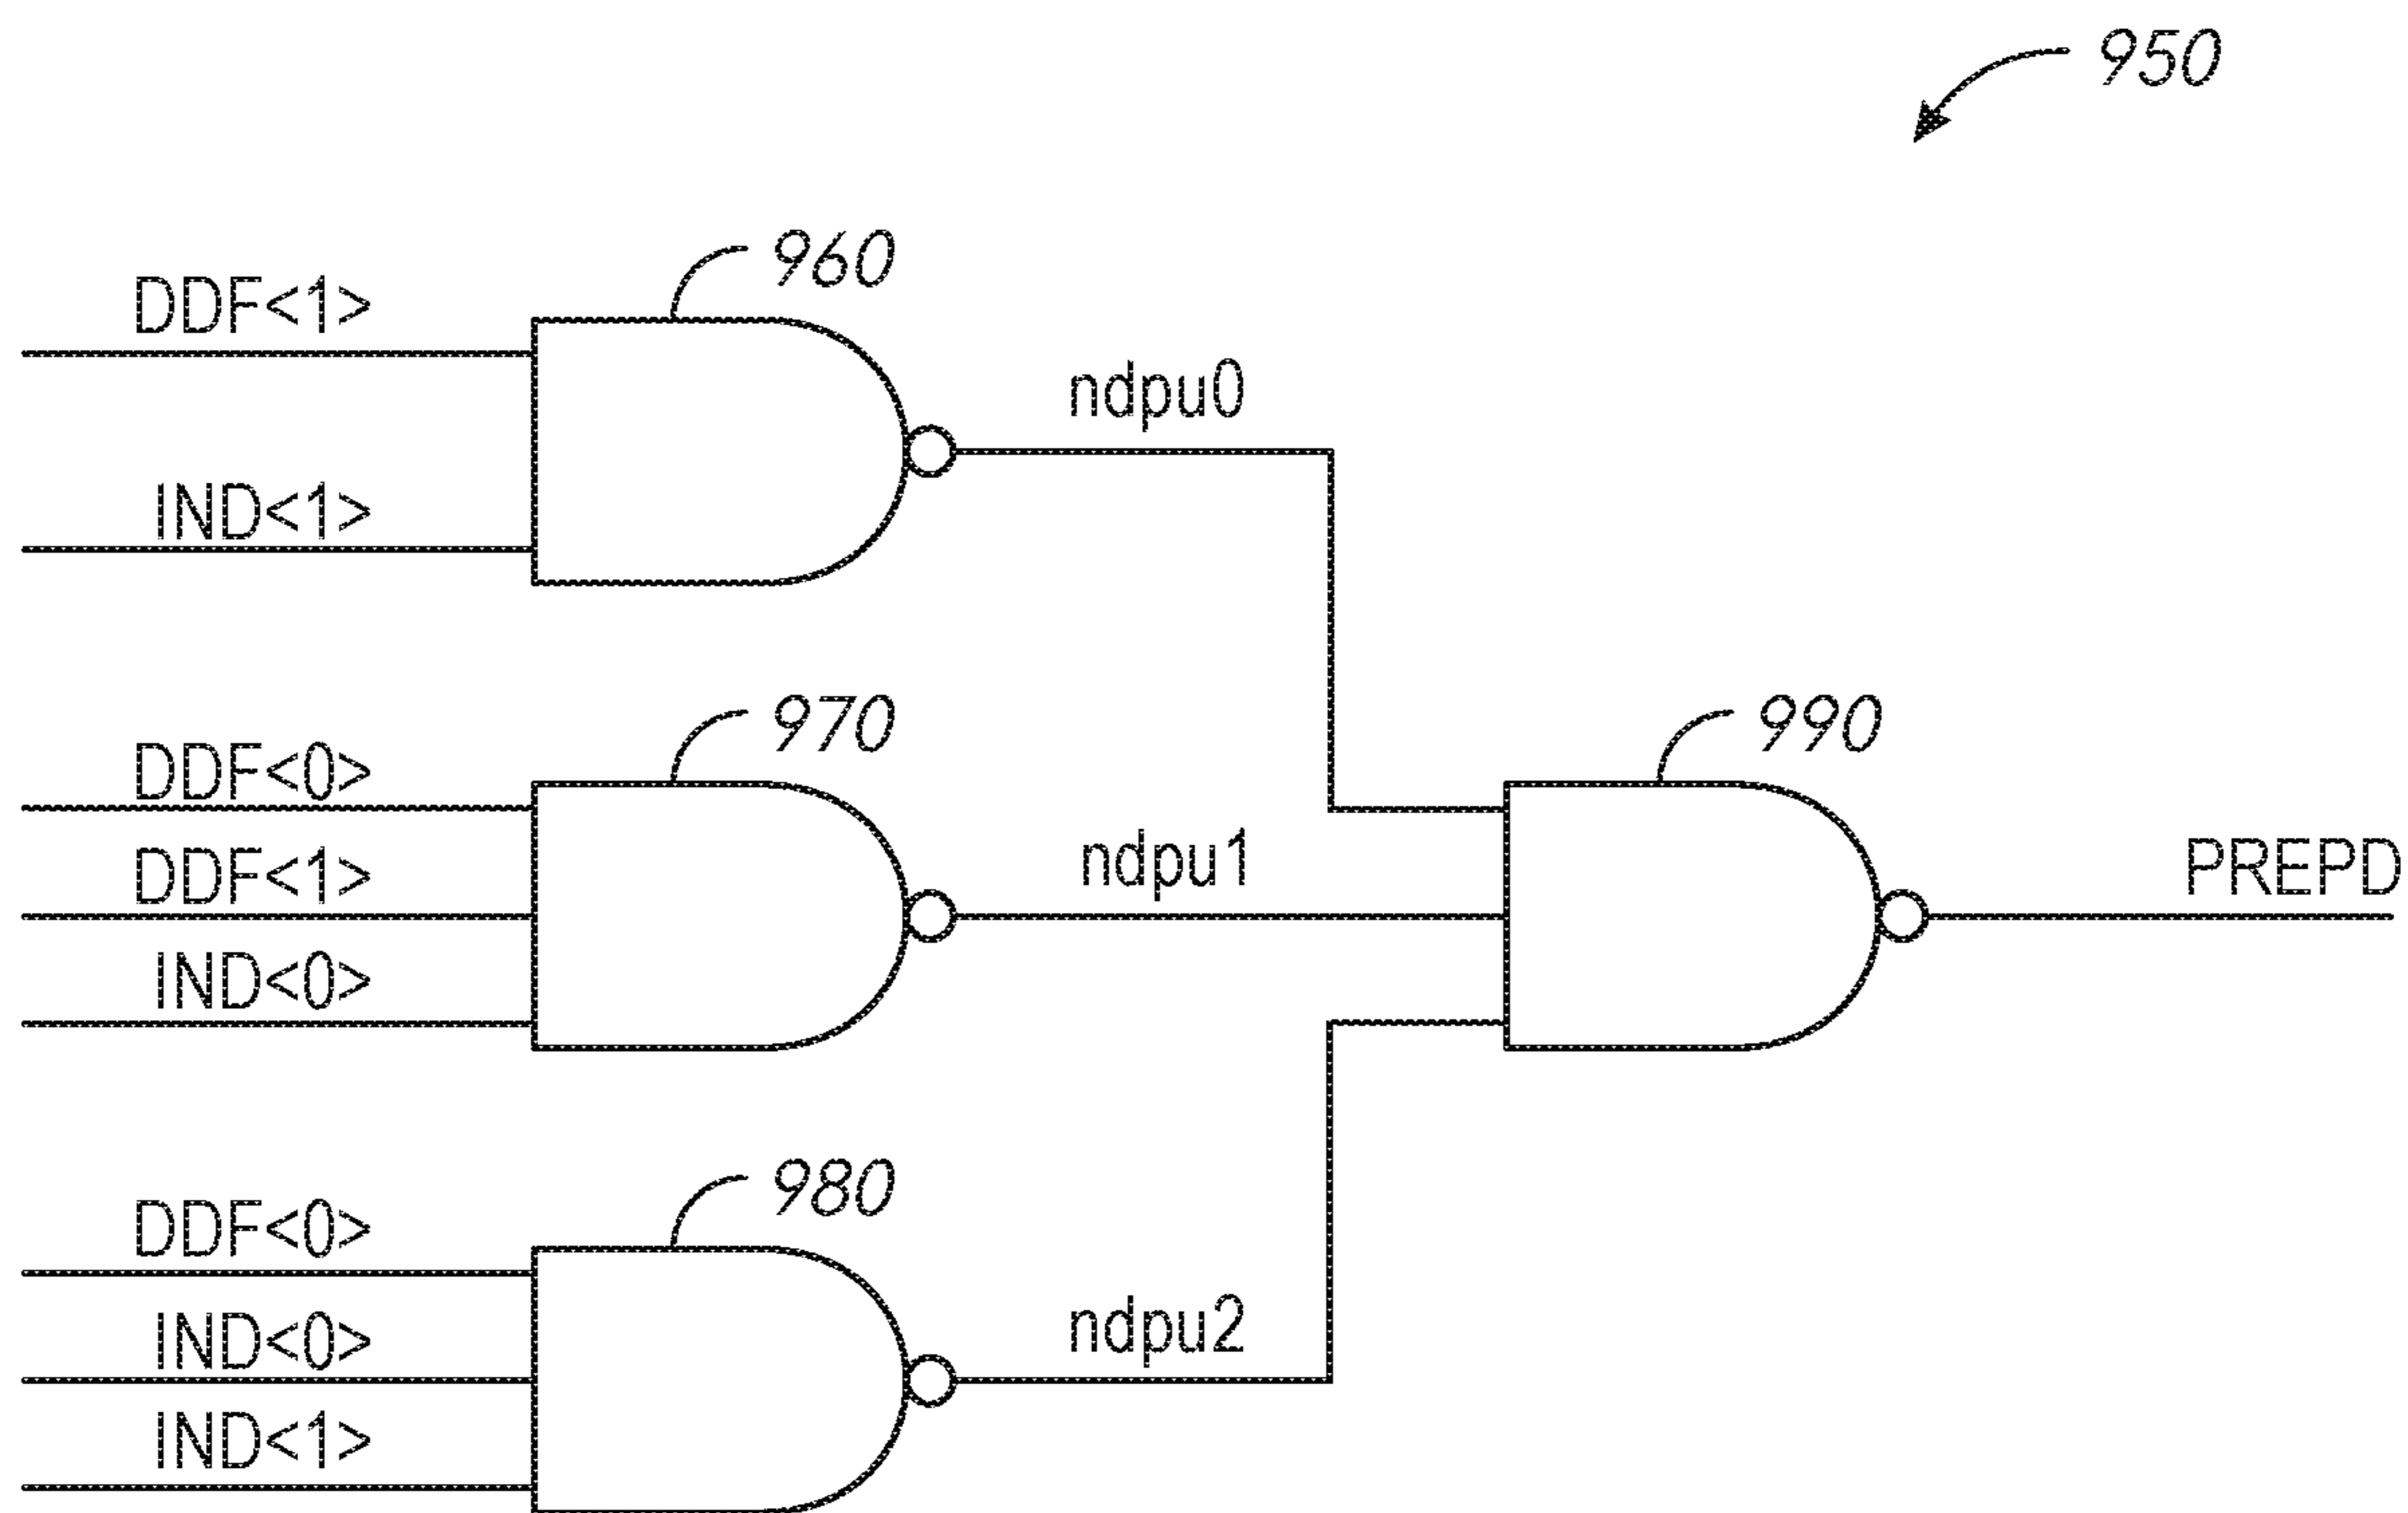 950
960
DDF<1>
IND<1>
ndpu0
970
DDF<0>
DDF<1>
IND<0>
ndpu1
990
PREPD
980
DDF<0>
IND<0>
IND<1>
ndpu2